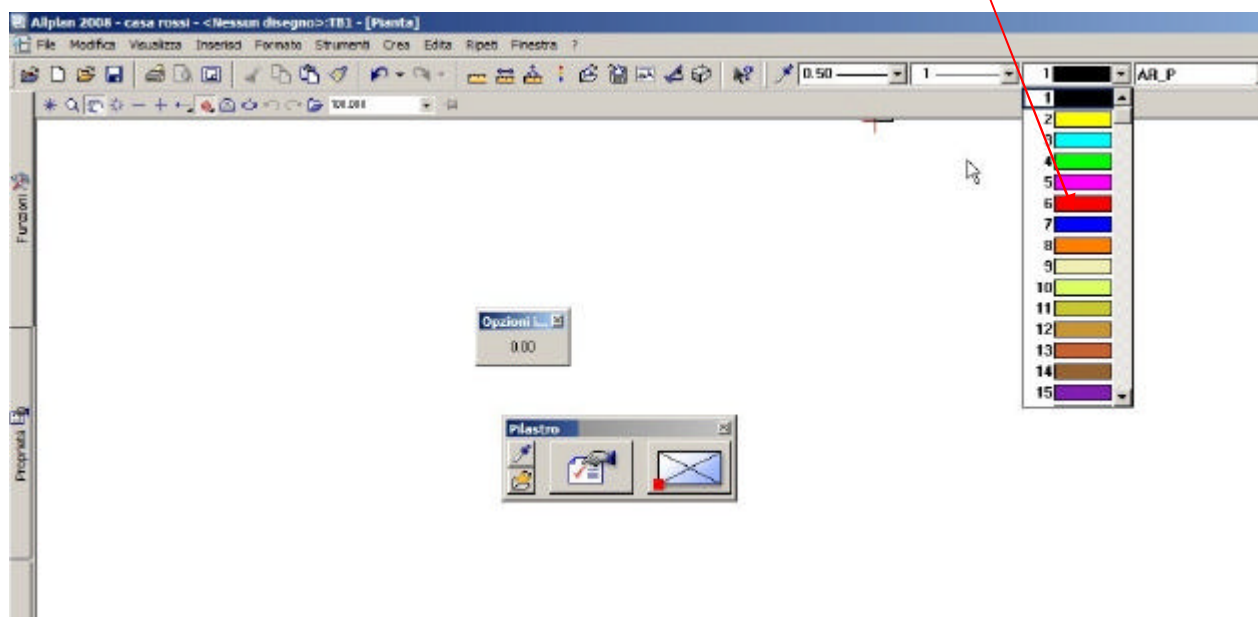 Allplan 2008 - casa rossi - <Nessun disegno>:TB1 - [Pianta]
File Modifica Visualizza Inserisci Formato Strumenti Crea Edita Ripeti Finestra ?
0.50 1 1 AR_P
100.000
1
2
3
4
5
6
7
8
9
10
11
12
13
14
15
Funzioni
Opzioni i...
0.00
Pilastro
Proprietà